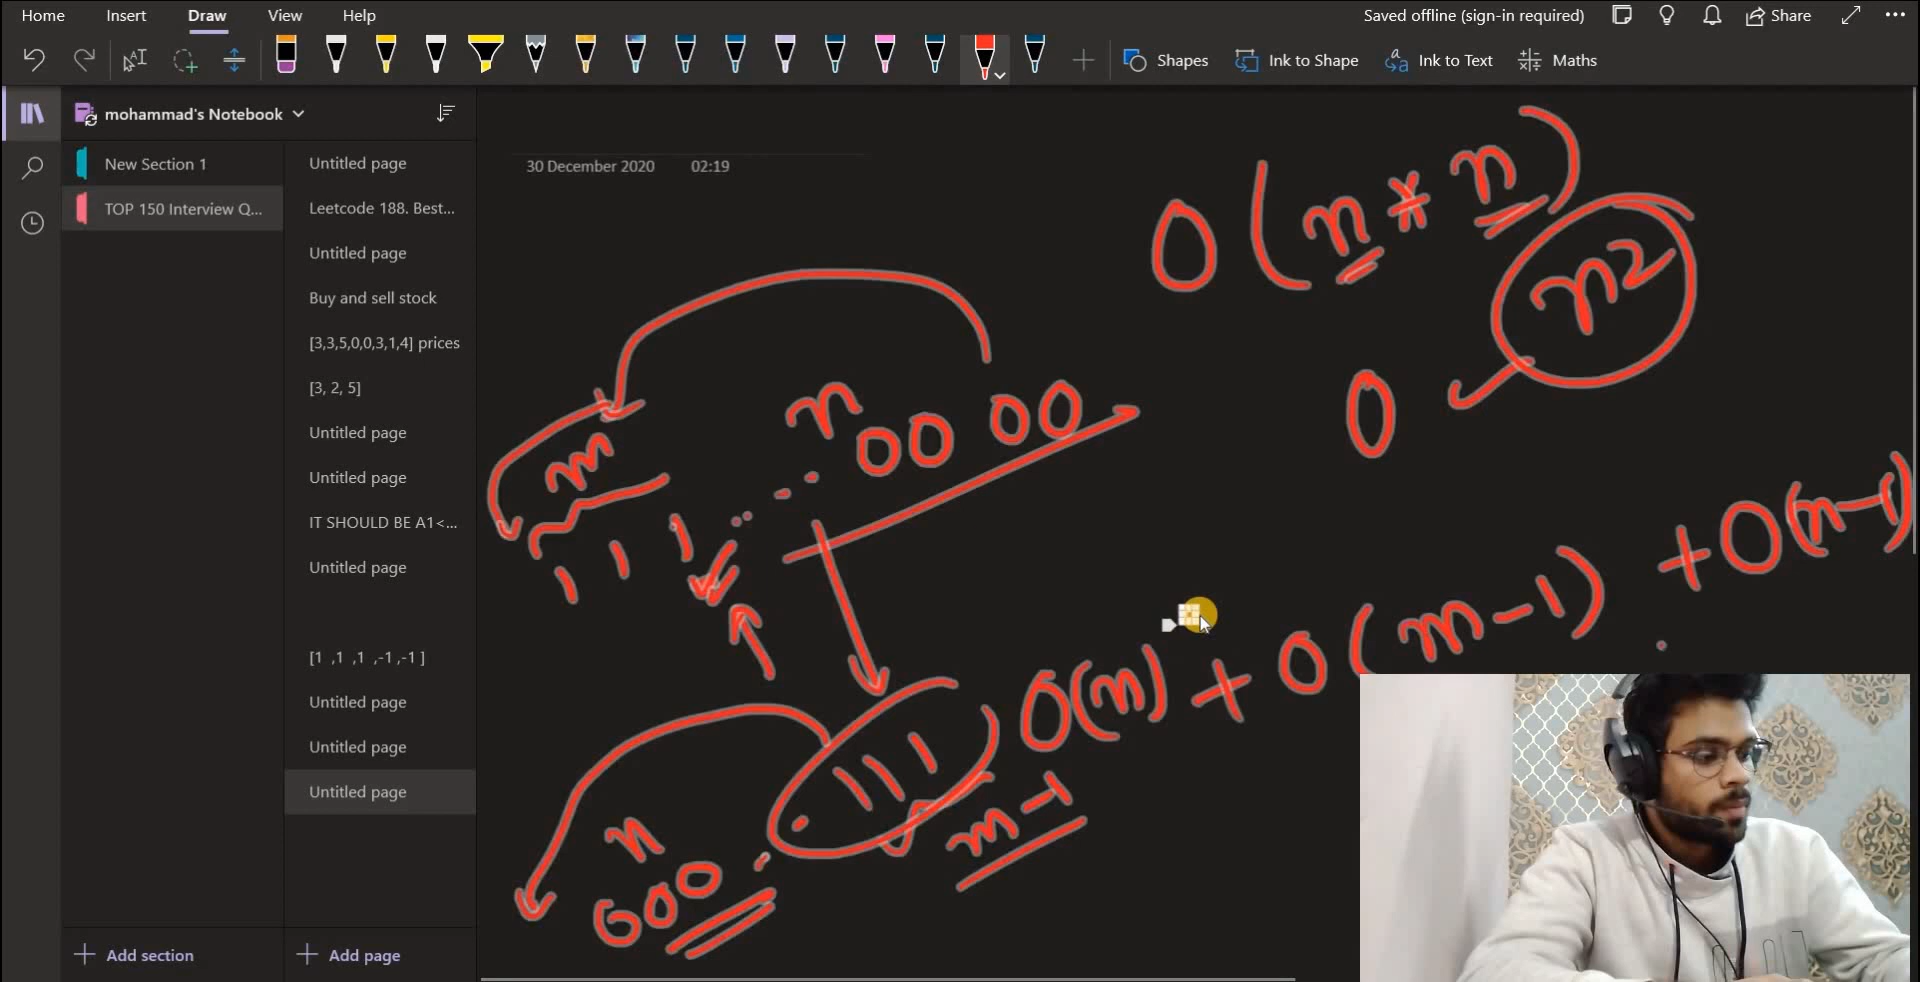 Home Insert Draw View Help
Saved offline (sign-in required) Share
Shapes Ink to Shape Ink to Text Maths
mohammad's Notebook
New Section 1
TOP 150 Interview Q...
Untitled page
Leetcode 188. Best...
Untitled page
Buy and sell stock
[3,3,5,0,0,3,1,4] prices
[3, 2, 5]
Untitled page
Untitled page
IT SHOULD BE A1<...
Untitled page
[1 ,1 ,1 ,-1 ,-1 ]
Untitled page
Untitled page
Untitled page
Add section
Add page
30 December 2020 02:19
O(n*n)
n2
O
m
n
00 00
1 1 1 ... .
O(n) + O(m-1) + O(n-1)
111
m-1
n
000